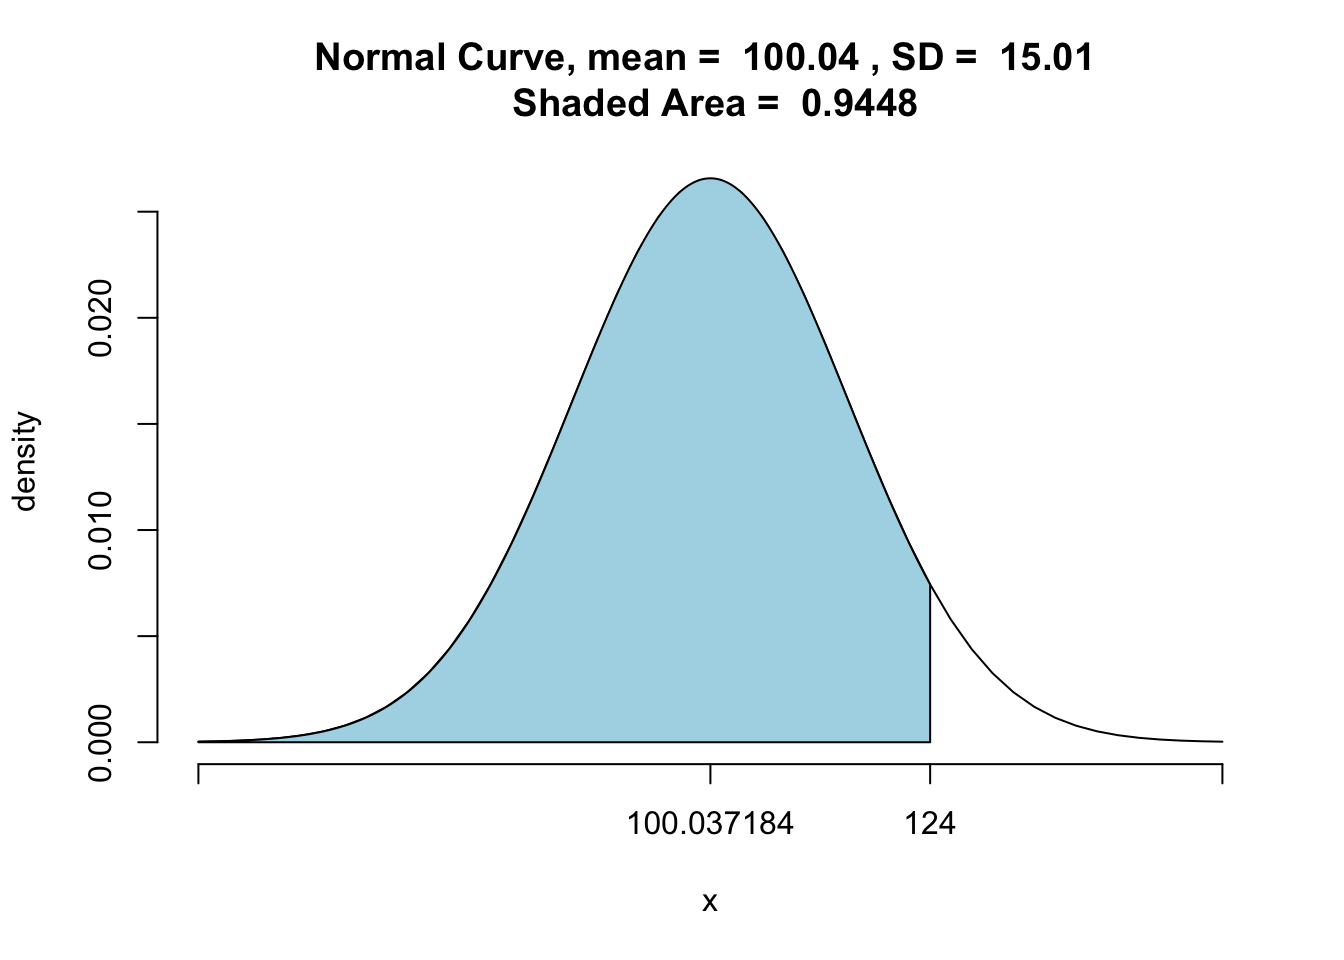 Normal Curve, mean =  100.04 , SD =  15.01
Shaded Area =  0.9448
density
0.020
0.010
0.000
100.037184
124
x